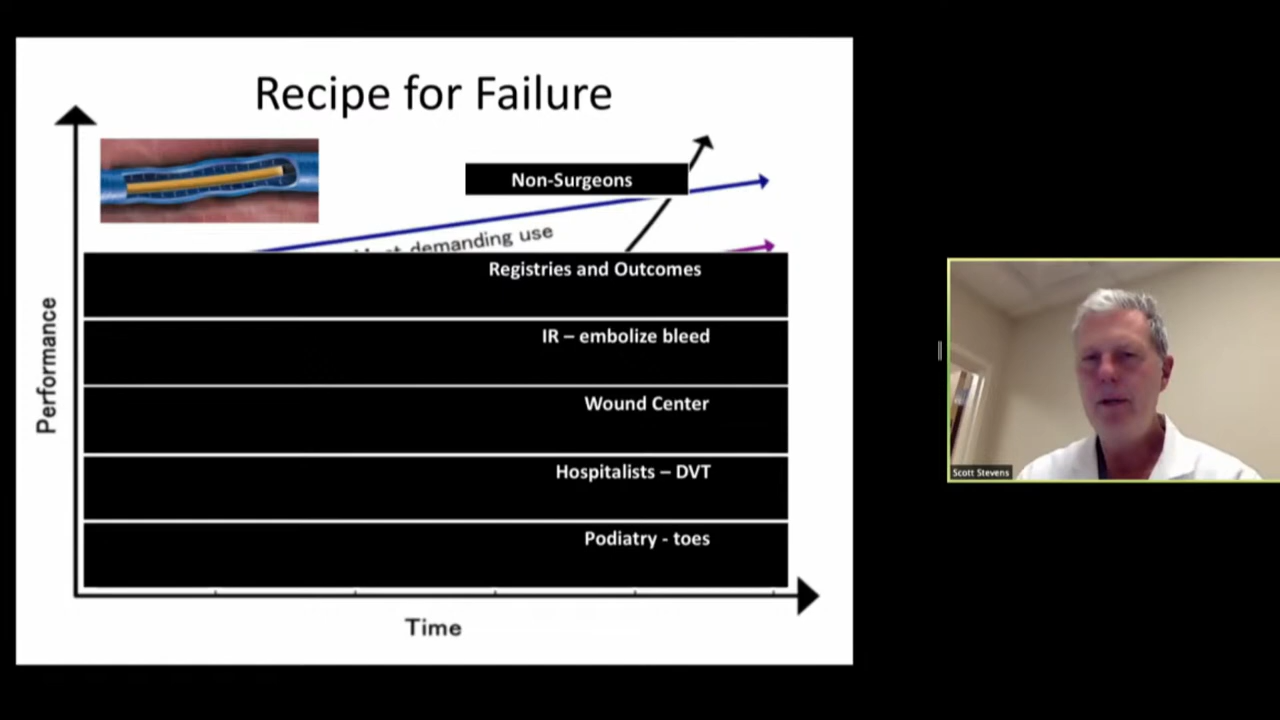 Recipe for Failure
Non-Surgeons
demanding use
Registries and Outcomes
IR – embolize bleed
Wound Center
Hospitalists – DVT
Podiatry - toes
Performance
Time
Scott Stevens